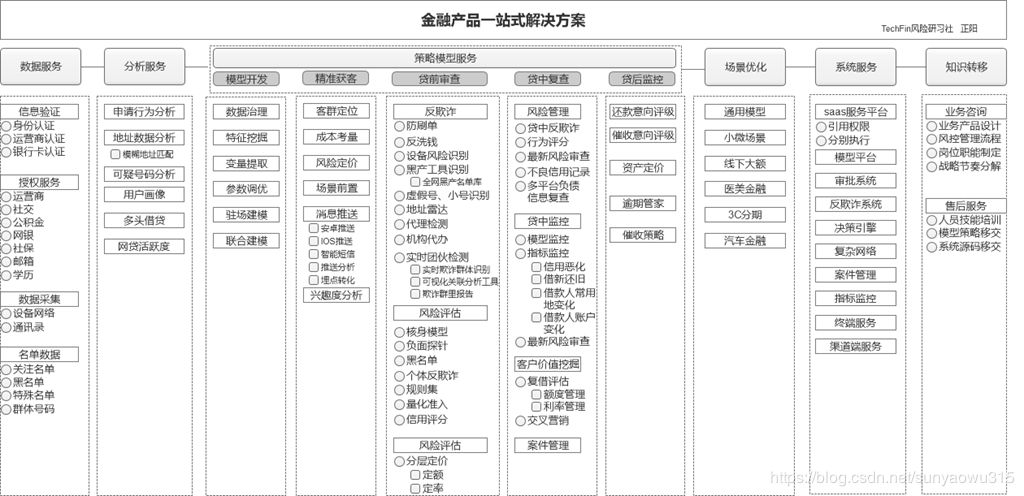 金融产品一站式解决方案
TechFin风险研习社 正阳
数据服务
分析服务
策略模型服务
模型开发
精准获客
贷前审查
贷中复查
贷后监控
场景优化
系统服务
知识转移
信息验证
身份认证
运营商认证
银行卡认证
授权服务
运营商
社交
公积金
网银
社保
邮箱
学历
数据采集
设备网络
通讯录
名单数据
关注名单
黑名单
特殊名单
群体号码
申请行为分析
地址数据分析
模糊地址匹配
可疑号码分析
用户画像
多头借贷
网贷活跃度
数据治理
特征挖掘
变量提取
参数调优
驻场建模
联合建模
客群定位
成本考量
风险定价
场景前置
消息推送
安卓推送
IOS推送
智能短信
推送分析
埋点转化
兴趣度分析
反欺诈
防刷单
反洗钱
设备风险识别
黑产工具识别
全网黑产名单库
虚假号、小号识别
地址雷达
代理检测
机构代办
实时团伙检测
实时欺诈群体识别
可视化关联分析工具
欺诈群里报告
风险评估
核身模型
负面探针
黑名单
个体反欺诈
规则集
量化准入
信用评分
风险评估
分层定价
定额
定率
风险管理
贷中反欺诈
行为评分
最新风险审查
不良信用记录
多平台负债
信息复查
贷中监控
模型监控
指标监控
信用恶化
借新还旧
借款人常用
地变化
借款人账户
变化
最新风险审查
客户价值挖掘
复借评估
额度管理
利率管理
交叉营销
案件管理
还款意向评级
催收意向评级
资产定价
逾期管家
催收策略
通用模型
小微场景
线下大额
医美金融
3C分期
汽车金融
saas服务平台
引用权限
分别执行
模型平台
审批系统
反欺诈系统
决策引擎
复杂网络
案件管理
指标监控
终端服务
渠道端服务
业务咨询
业务产品设计
风控管理流程
岗位职能制定
战略节奏分解
售后服务
人员技能培训
模型策略移交
系统源码移交
https://blog.csdn.net/sunyaowu315